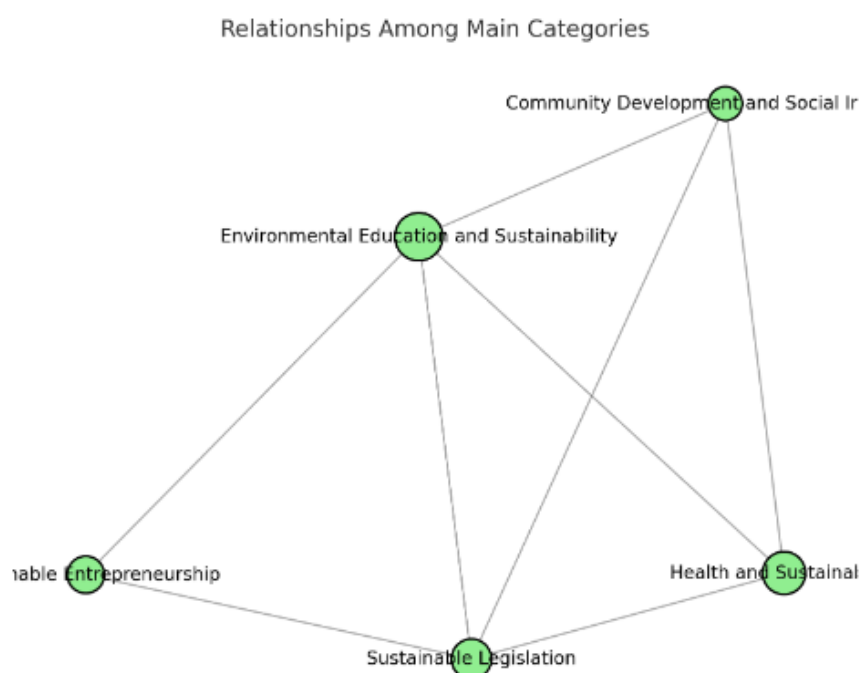 Relationships Among Main Categories
Community Development and Social
Environmental Education and Sustainability
Entrepreneurship
Health and
Sustainable Legislation